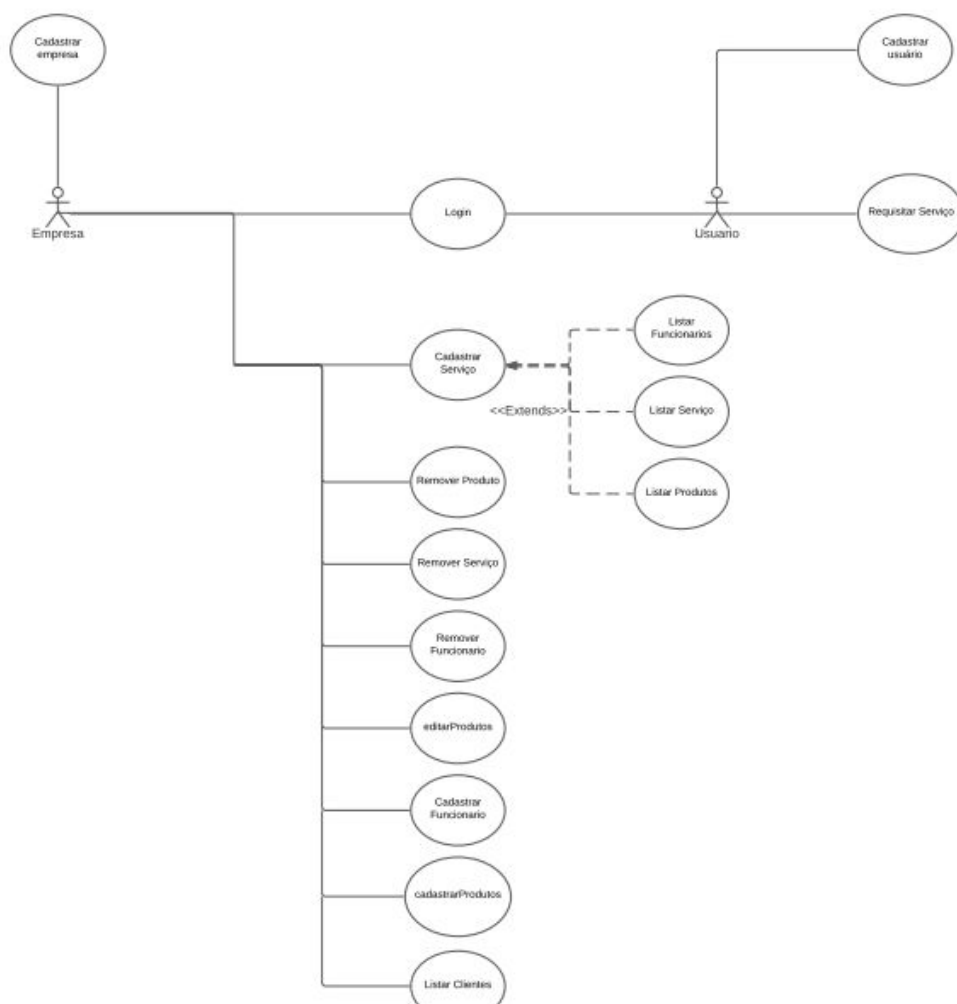 Cadastrar
empresa
Cadastrar
usuário
Login
Requisitar Serviço
Empresa
Usuario
Listar
Funcionarios
Cadastrar
Serviço
<<Extends>>
Listar Serviço
Remover Produto
Listar Produtos
Remover Serviço
Remover
Funcionario
editarProdutos
Cadastrar
Funcionario
cadastrarProdutos
Listar Clientes